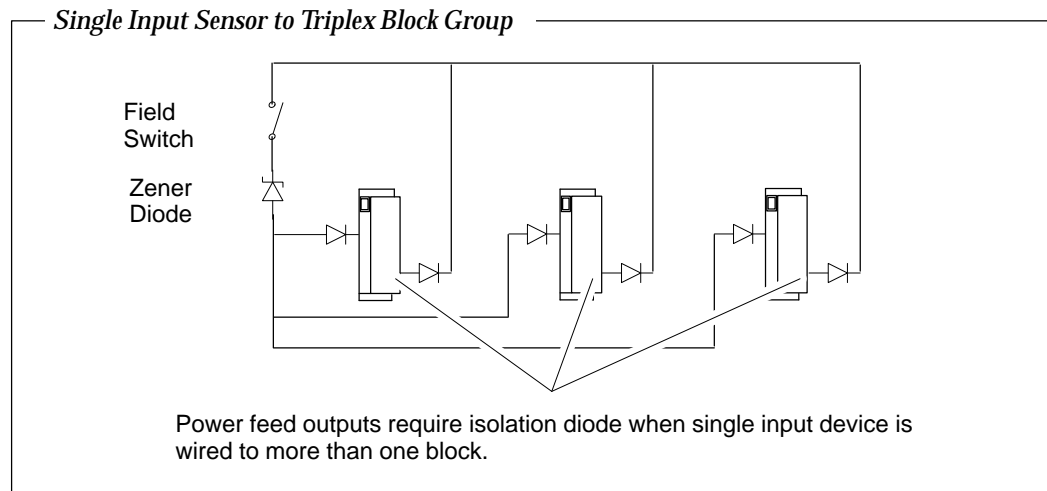 Single Input Sensor to Triplex Block Group
Field
Switch
Zener
Diode
Power feed outputs require isolation diode when single input device is
wired to more than one block.